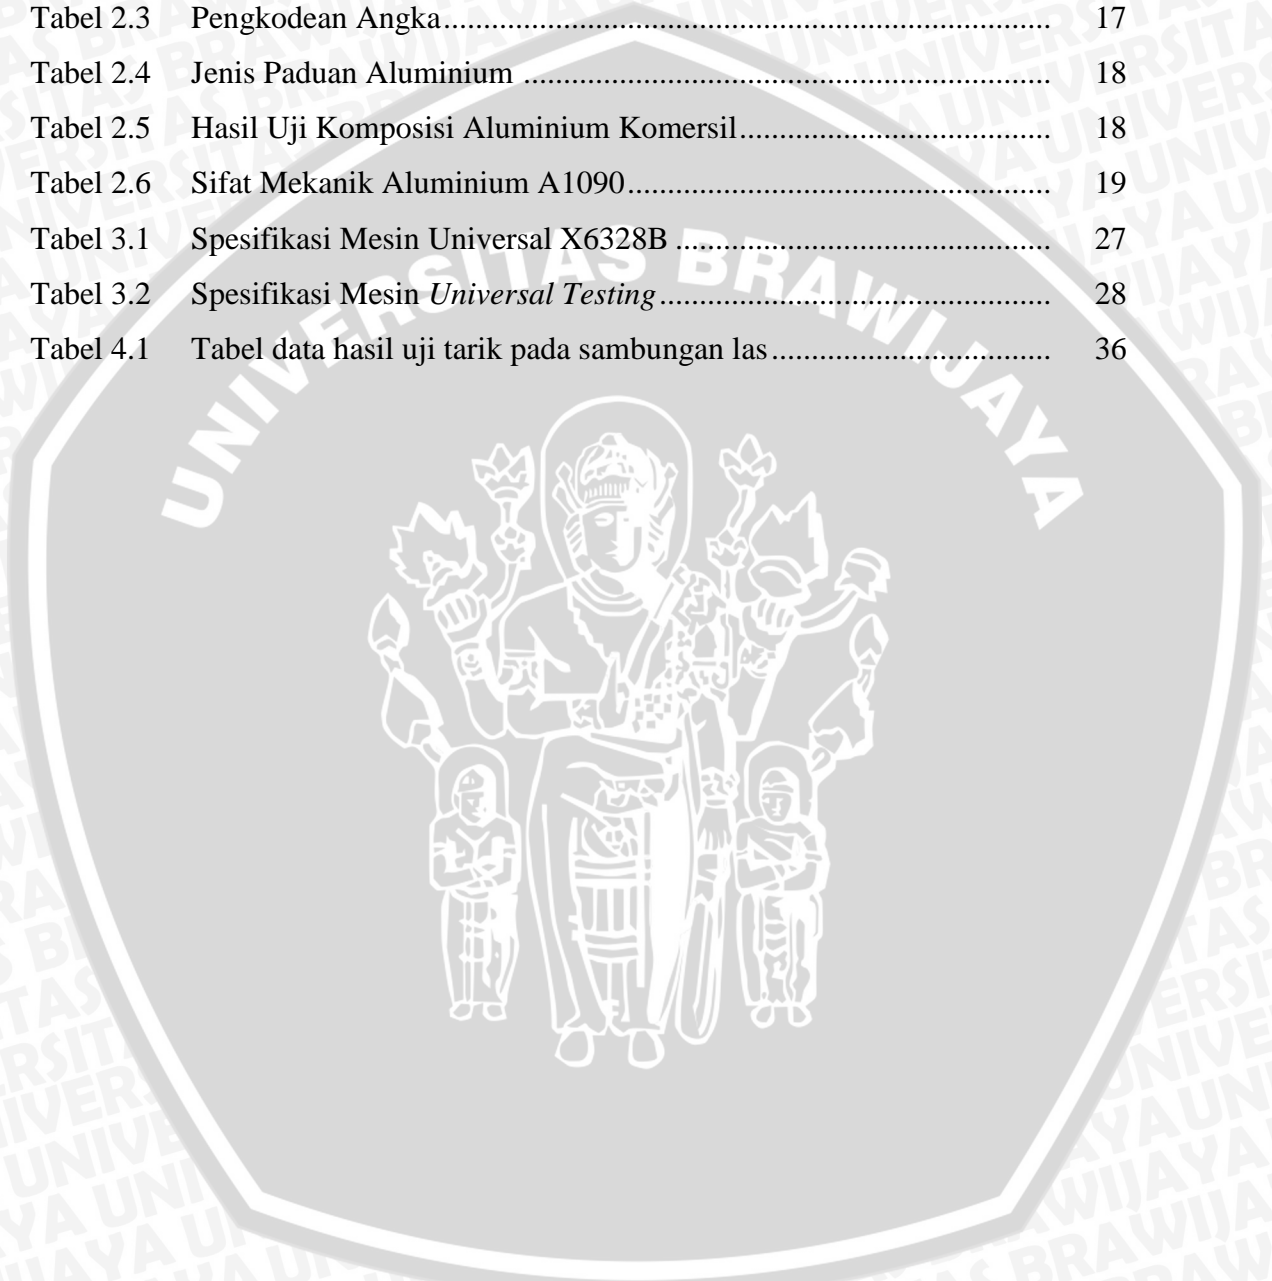 Tabel 2.3 Pengkodean Angka........................................................................... 17
Tabel 2.4 Jenis Paduan Aluminium ................................................................ 18
Tabel 2.5 Hasil Uji Komposisi Aluminium Komersil...................................... 18
Tabel 2.6 Sifat Mekanik Aluminium A1090.................................................... 19
Tabel 3.1 Spesifikasi Mesin Universal X6328B .............................................. 27
Tabel 3.2 Spesifikasi Mesin Universal Testing................................................ 28
Tabel 4.1 Tabel data hasil uji tarik pada sambungan las.................................. 36
UNIVERSITAS BRAWIJAYA